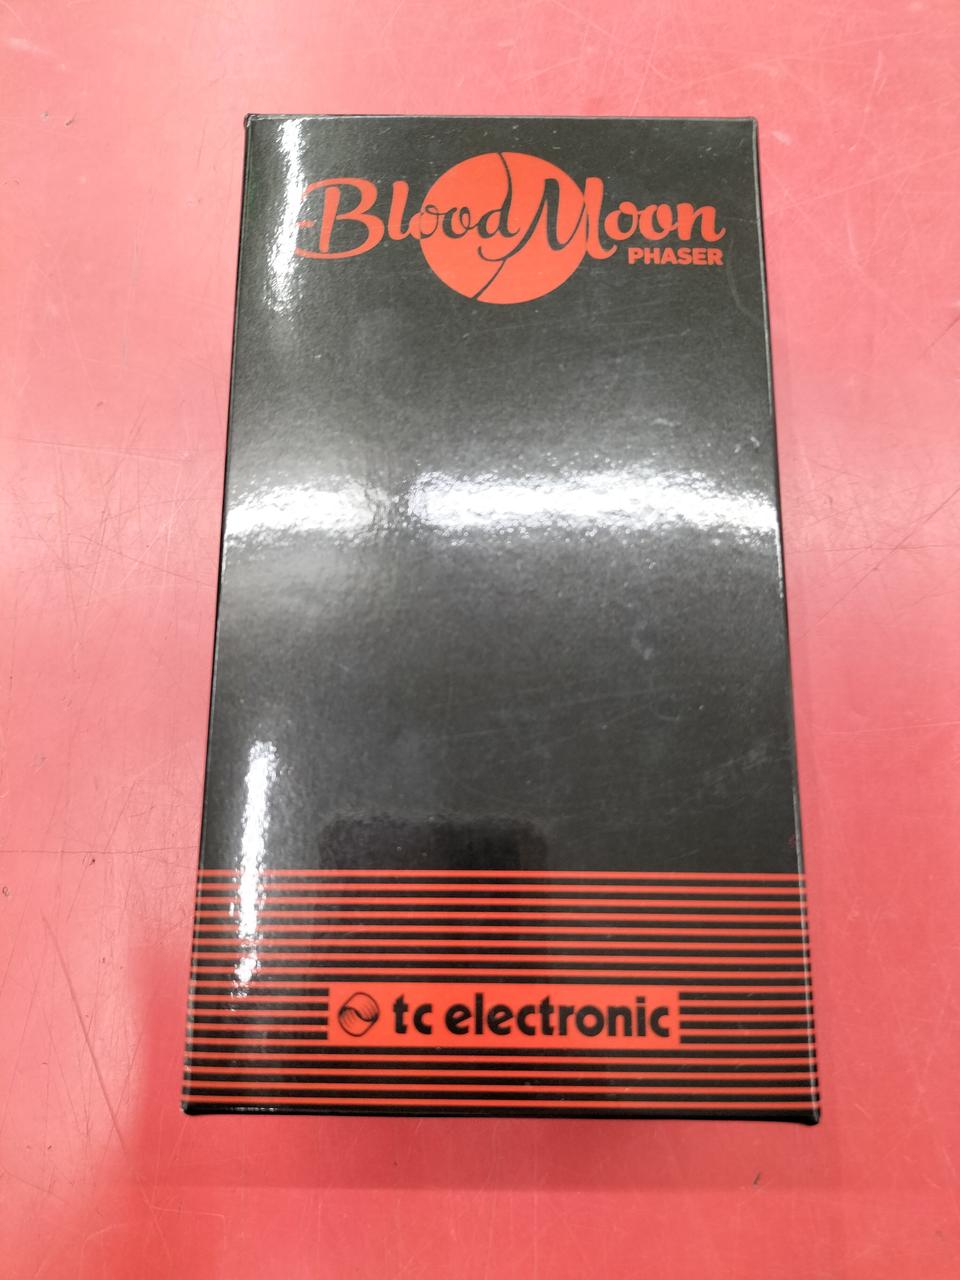 Blood Moon
PHASER
tc electronic